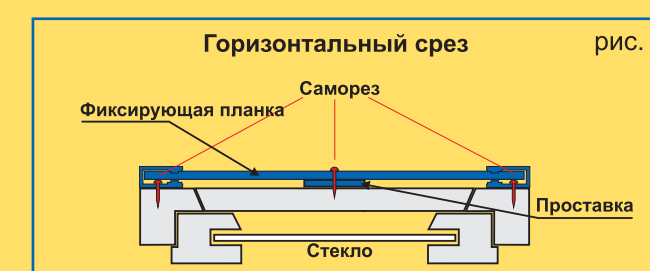 Горизонтальный срез
рис.
Саморез
Фиксирующая планка
Проставка
Стекло